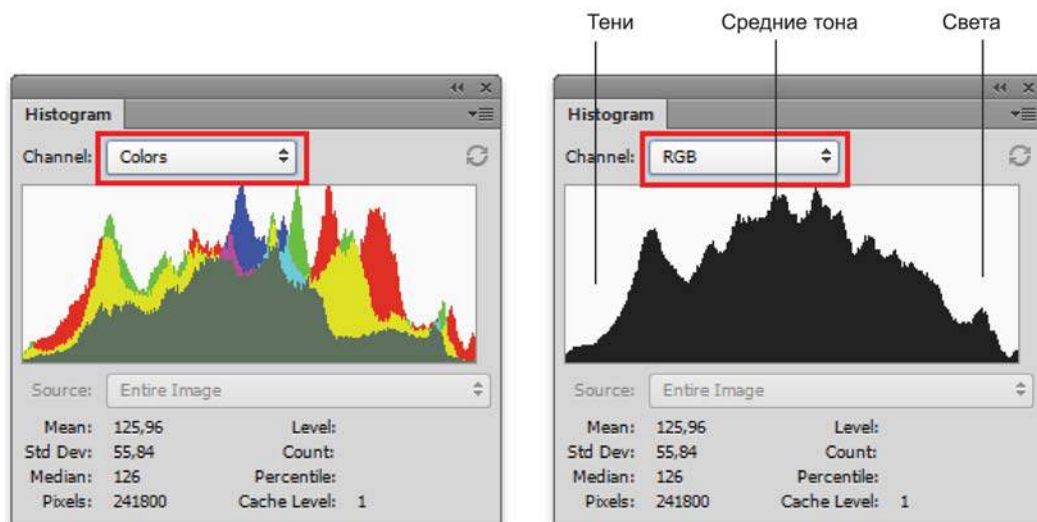 Тени Средние тона Света
Histogram
Channel: Colors
Source: Entire Image
Mean: 125,96 Level:
Std Dev: 55,84 Count:
Median: 126 Percentile:
Pixels: 241800 Cache Level: 1
Histogram
Channel: RGB
Source: Entire Image
Mean: 125,96 Level:
Std Dev: 55,84 Count:
Median: 126 Percentile:
Pixels: 241800 Cache Level: 1